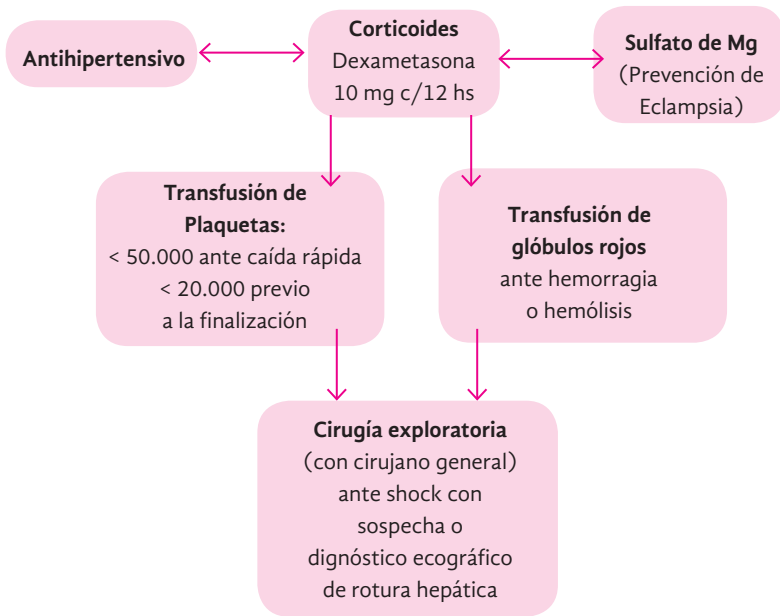 Antihipertensivo
Corticoides
Dexametasona
10 mg c/12 hs
Sulfato de Mg
(Prevención de
Eclampsia)
Transfusión de
Plaquetas:
< 50.000 ante caída rápida
< 20.000 previo
a la finalización
Transfusión de
glóbulos rojos
ante hemorragia
o hemólisis
Cirugía exploratoria
(con cirujano general)
ante shock con
sospecha o
dignóstico ecográfico
de rotura hepática